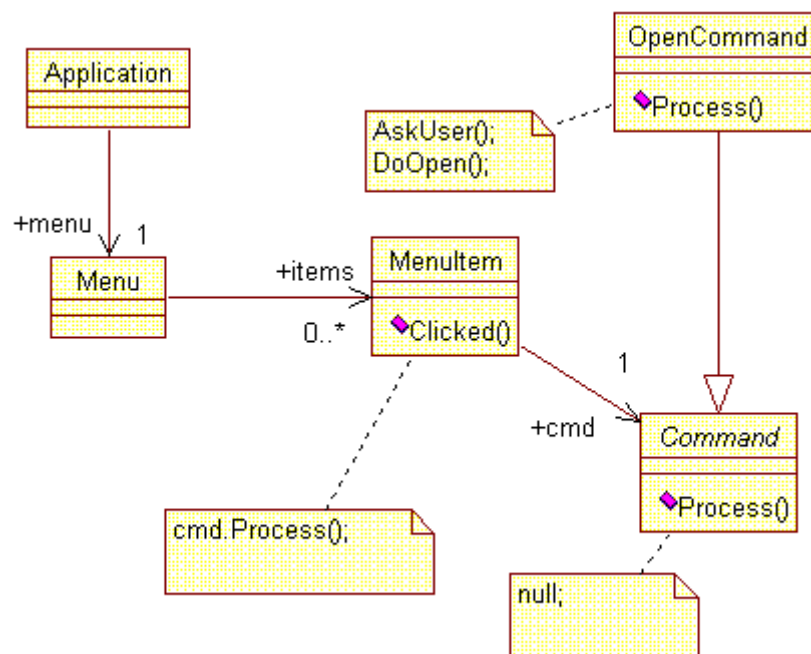 OpenCommand
Process()
Application
AskUser();
DoOpen();
+menu
1
Menu
+items
0..*
MenuItem
Clicked()
1
+cmd
Command
Process()
cmd.Process();
null;